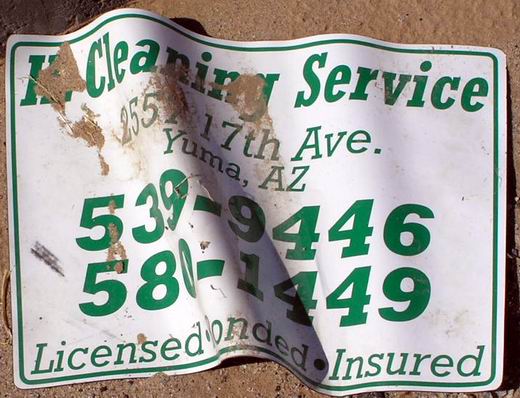 Cleaning Service
17th Ave.
Yuma, AZ
539-9446
580-1449
Licensed • Bonded • Insured